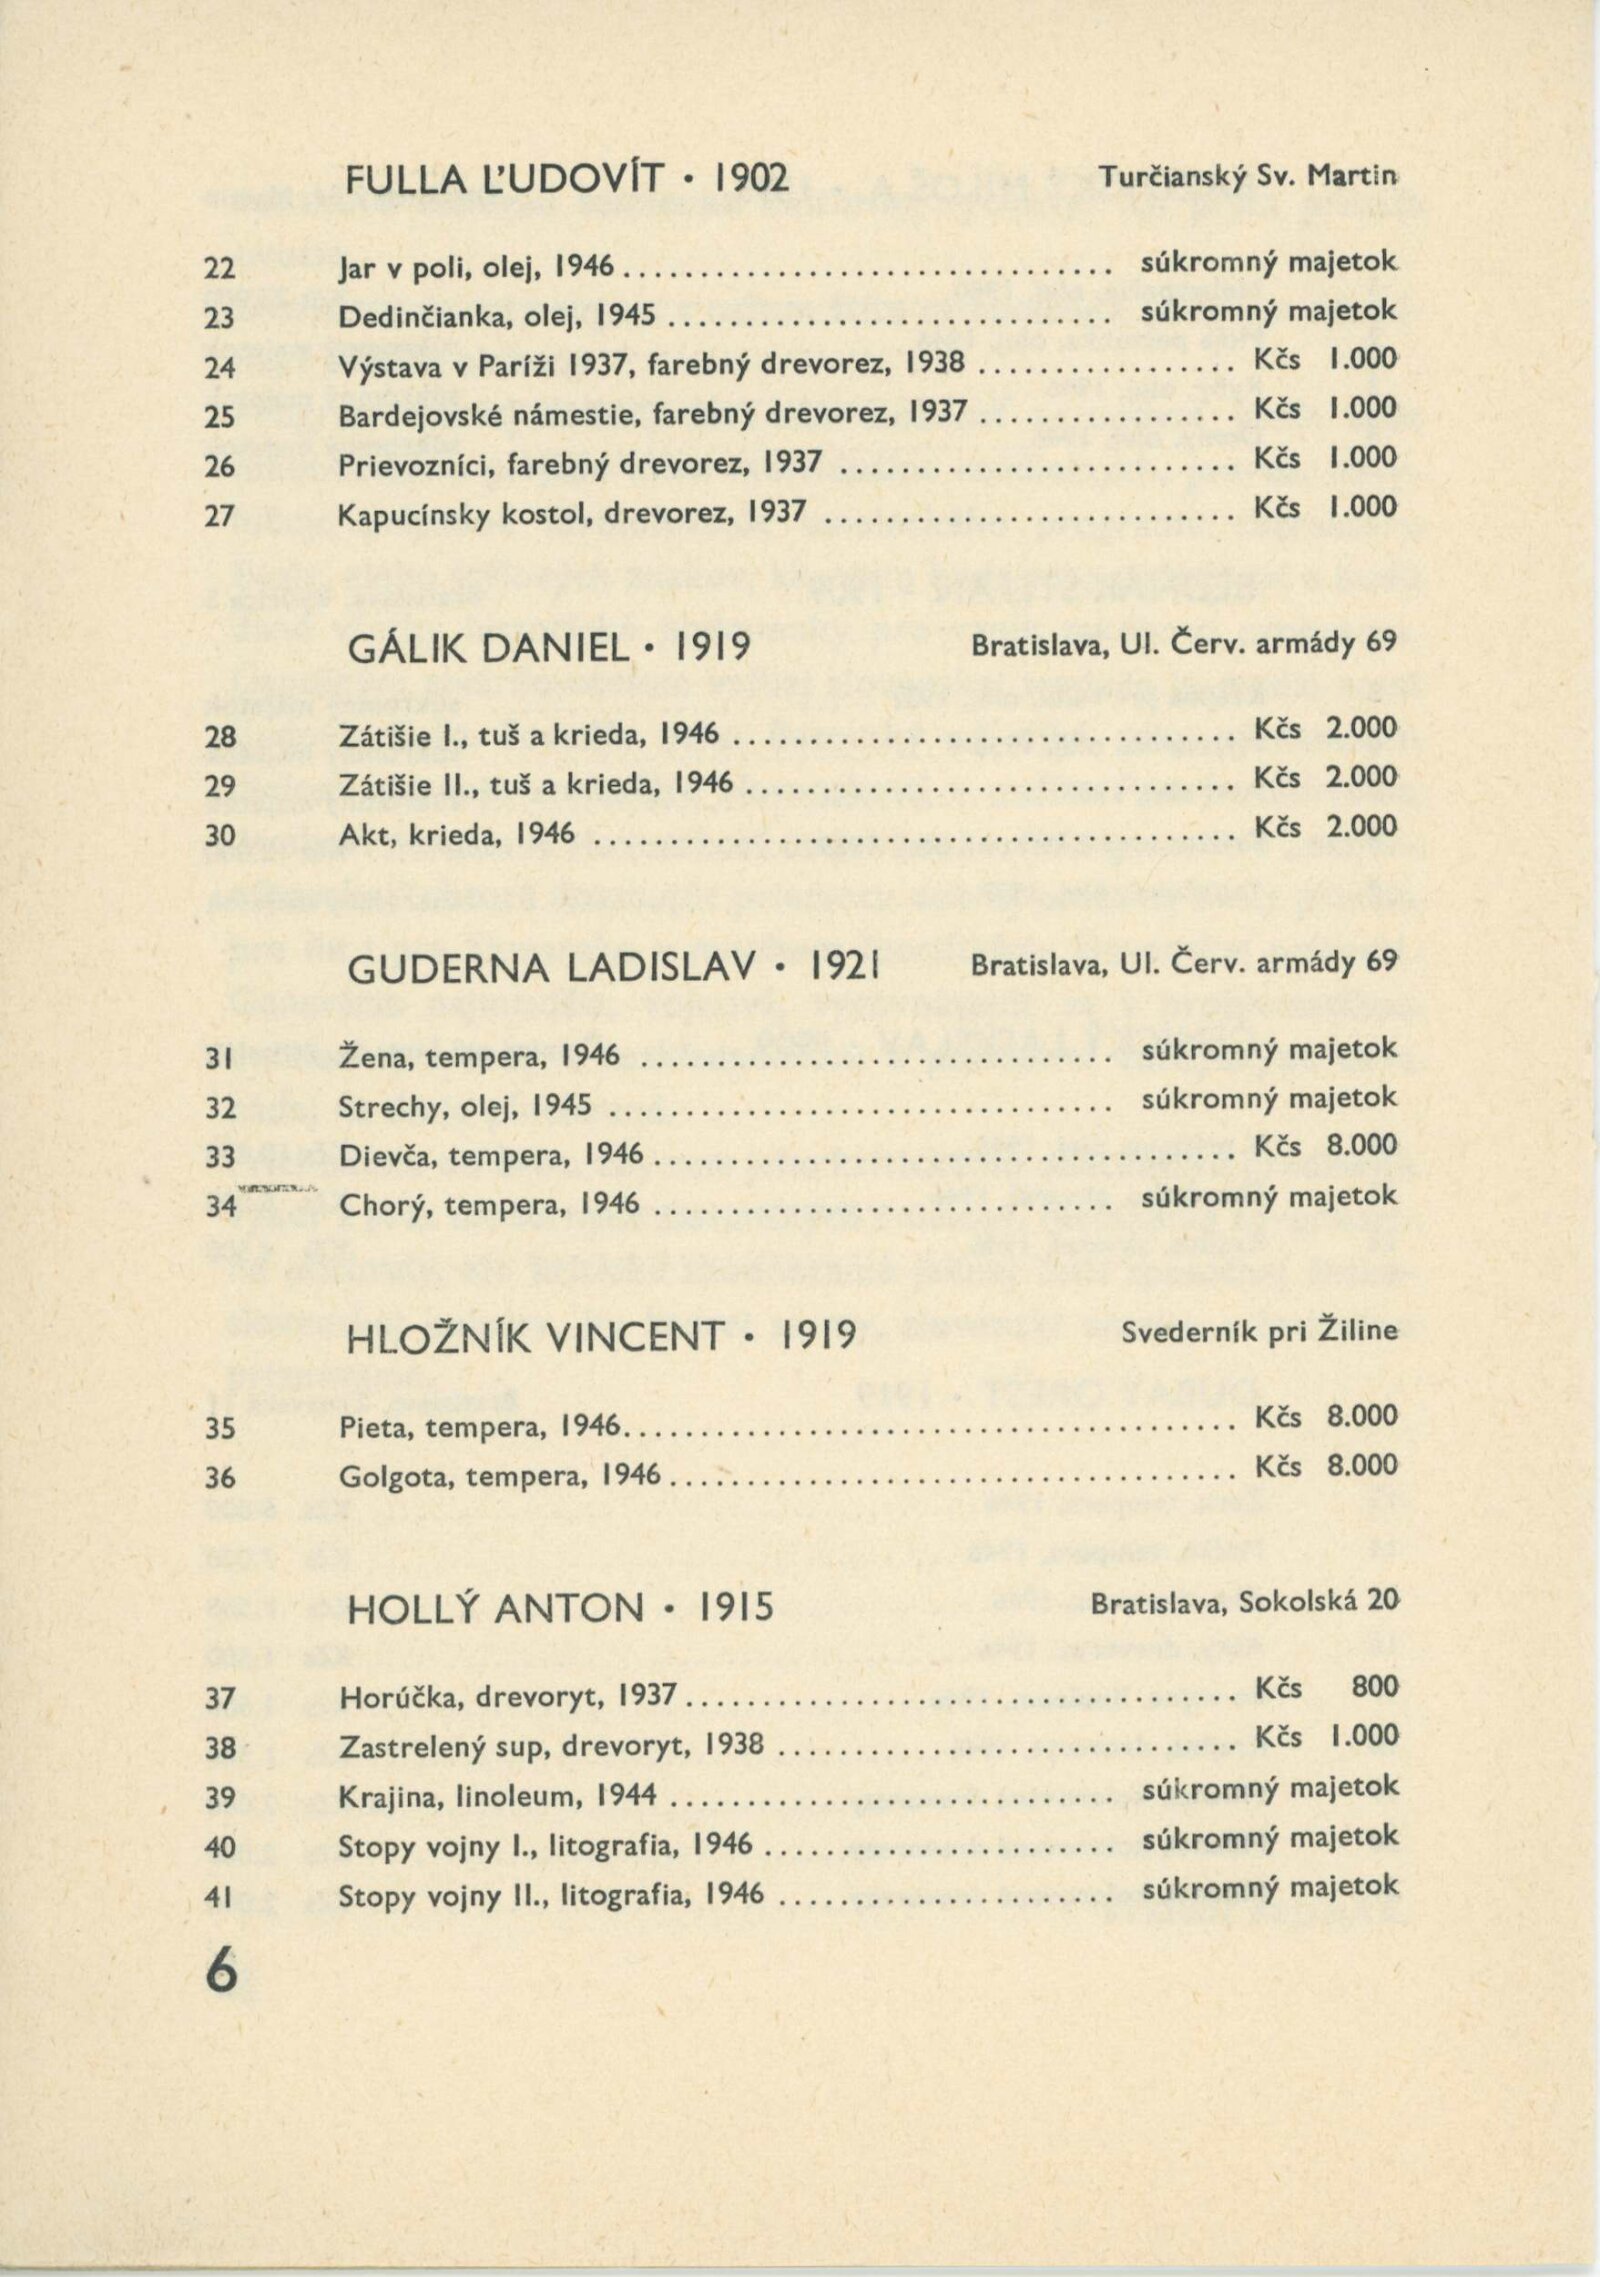 FULLA ĽUDOVÍT • 1902 Turčianský Sv. Martin
22 Jar v poli, olej, 1946 ................................ súkromný majetok
23 Dedinčianka, olej, 1945 ............................. súkromný majetok
24 Výstava v Paríži 1937, farebný drevorez, 1938 ................. Kčs 1.000
25 Bardejovské námestie, farebný drevorez, 1937 ................. Kčs 1.000
26 Prievozníci, farebný drevorez, 1937 .......................... Kčs 1.000
27 Kapucínsky kostol, drevorez, 1937 ........................... Kčs 1.000
GÁLIK DANIEL • 1919 Bratislava, Ul. Červ. armády 69
28 Zátišie I., tuš a krieda, 1946 ................................. Kčs 2.000
29 Zátišie II., tuš a krieda, 1946 ................................ Kčs 2.000
30 Akt, krieda, 1946 .......................................... Kčs 2.000
GUDERNA LADISLAV • 1921 Bratislava, Ul. Červ. armády 69
31 Žena, tempera, 1946 ............................... súkromný majetok
32 Strechy, olej, 1945 ................................. súkromný majetok
33 Dievča, tempera, 1946 ...................................... Kčs 8.000
34 Chorý, tempera, 1946 .............................. súkromný majetok
HLOŽNÍK VINCENT • 1919 Svederník pri Žiline
35 Pieta, tempera, 1946 ........................................ Kčs 8.000
36 Golgota, tempera, 1946 ..................................... Kčs 8.000
HOLLÝ ANTON • 1915 Bratislava, Sokolská 20
37 Horúčka, drevoryt, 1937 .................................... Kčs 800
38 Zastrelený sup, drevoryt, 1938 .............................. Kčs 1.000
39 Krajina, linoleum, 1944 ............................. súkromný majetok
40 Stopy vojny I., litografia, 1946 ....................... súkromný majetok
41 Stopy vojny II., litografia, 1946 ...................... súkromný majetok
6